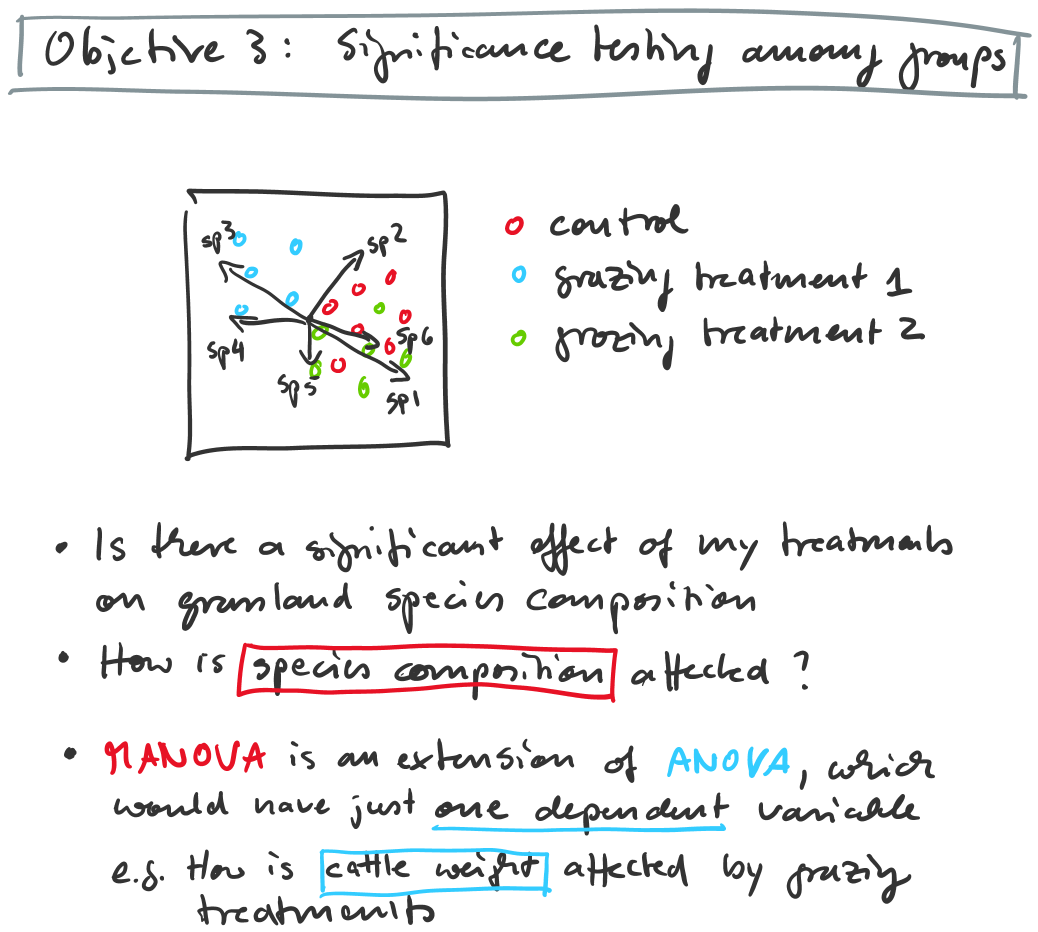 Objective 3: Significance testing among groups
sp3
sp2
sp4
sp5
sp6
sp1
control
grazing treatment 1
grazing treatment 2
• Is there a significant effect of my treatments
on grassland species composition
• How is species composition affected?
• MANOVA is an extension of ANOVA, which
would have just one dependent variable
e.g. How is cattle weight affected by grazing
treatments